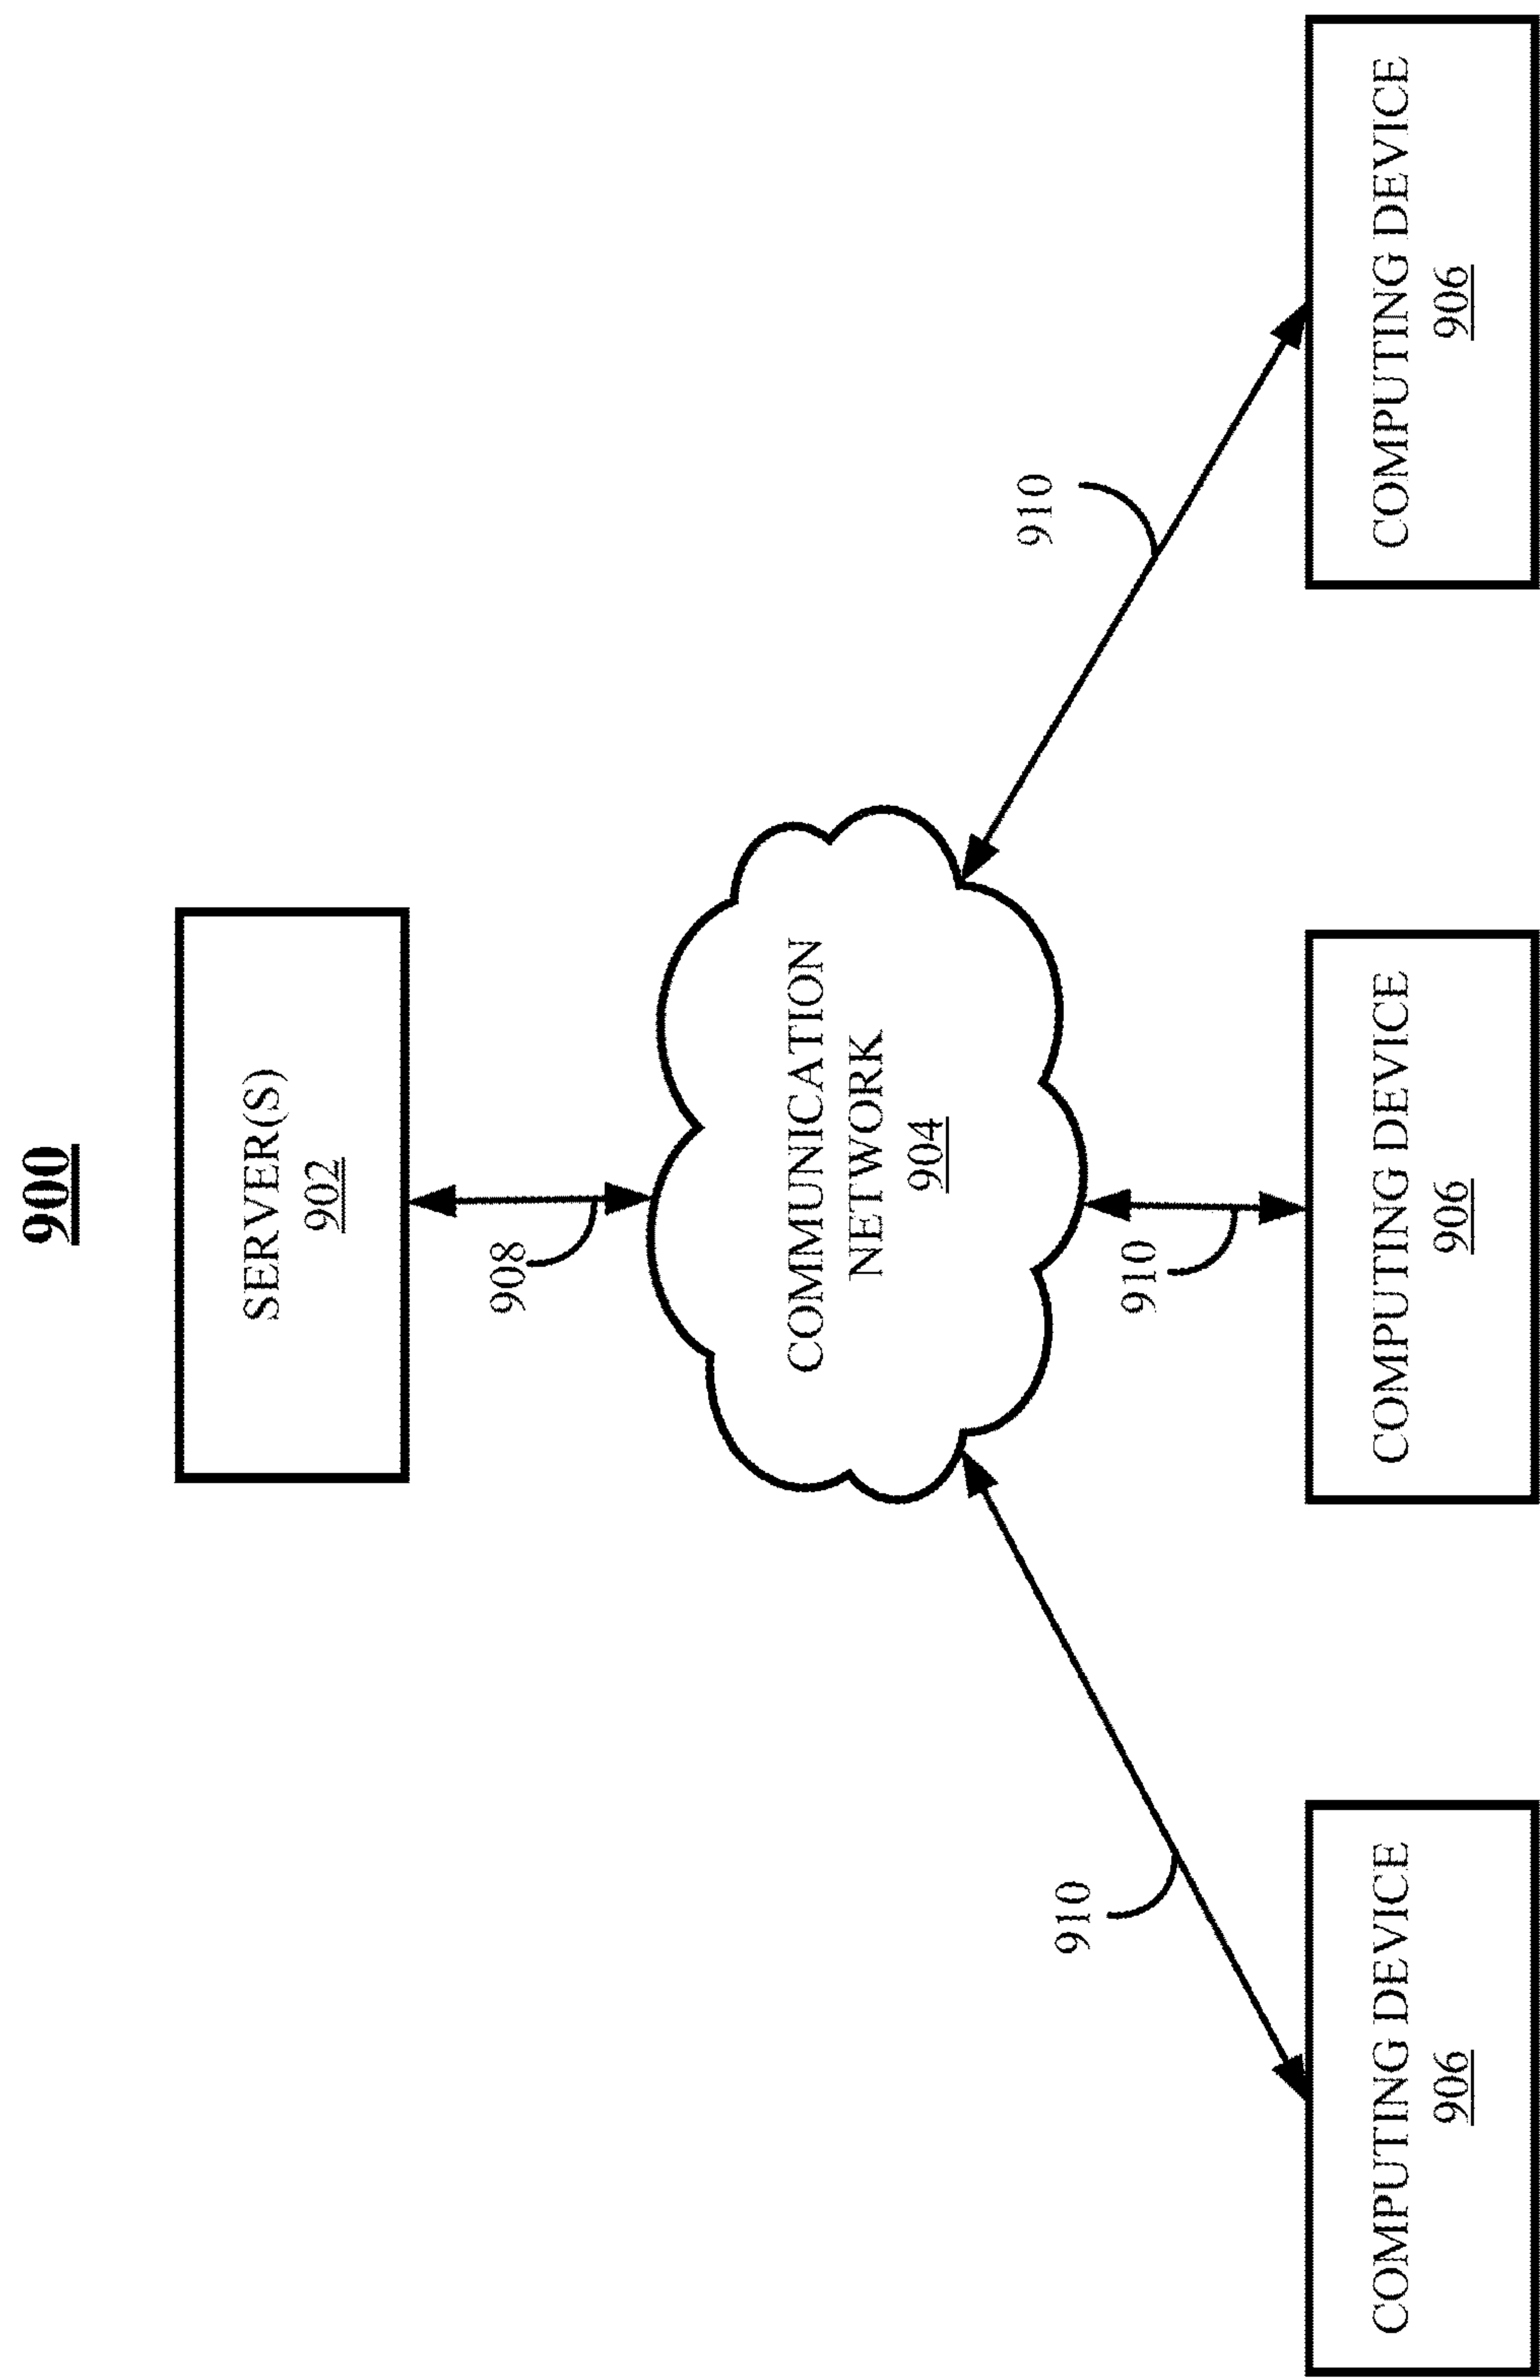 900
SERVER(S)
902
908
COMMUNICATION
NETWORK
904
910
910
910
COMPUTING DEVICE
906
COMPUTING DEVICE
906
COMPUTING DEVICE
906